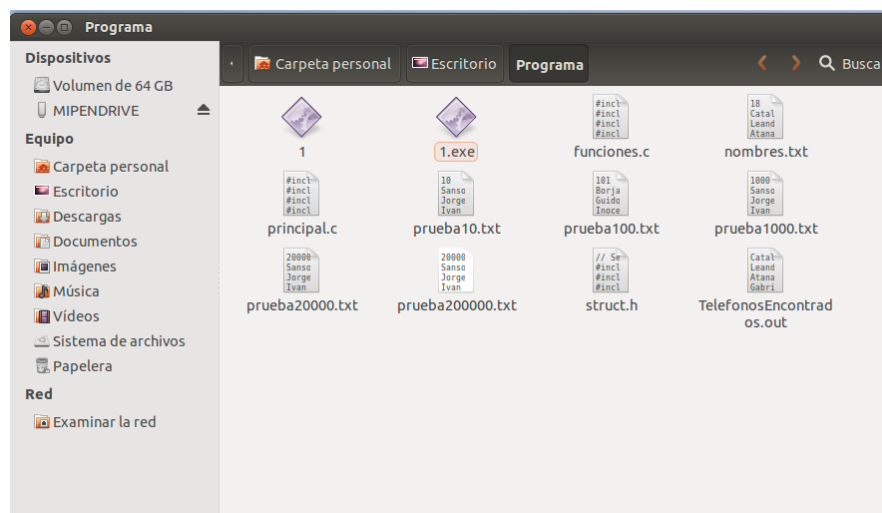 Programa
Dispositivos
Volumen de 64 GB
MIPENDRIVE
Equipo
Carpeta personal
Escritorio
Descargas
Documentos
Imágenes
Música
Vídeos
Sistema de archivos
Papelera
Red
Examinar la red
Carpeta personal Escritorio Programa Busca
#incl
#incl
#incl
#incl
18
Catal
Leand
Atana
1 1.exe funciones.c nombres.txt
#incl
#incl
#incl
#incl
10
Sanso
Jorge
Ivan
101
Borja
Guido
Inoce
1000
Sanso
Jorge
Ivan
principal.c prueba10.txt prueba100.txt prueba1000.txt
20000
Sanso
Jorge
Ivan
20000
Sanso
Jorge
Ivan
// Se
#incl
#incl
#incl
Catal
Leand
Atana
Gabri
prueba20000.txt prueba200000.txt struct.h TelefonosEncontrad
os.out